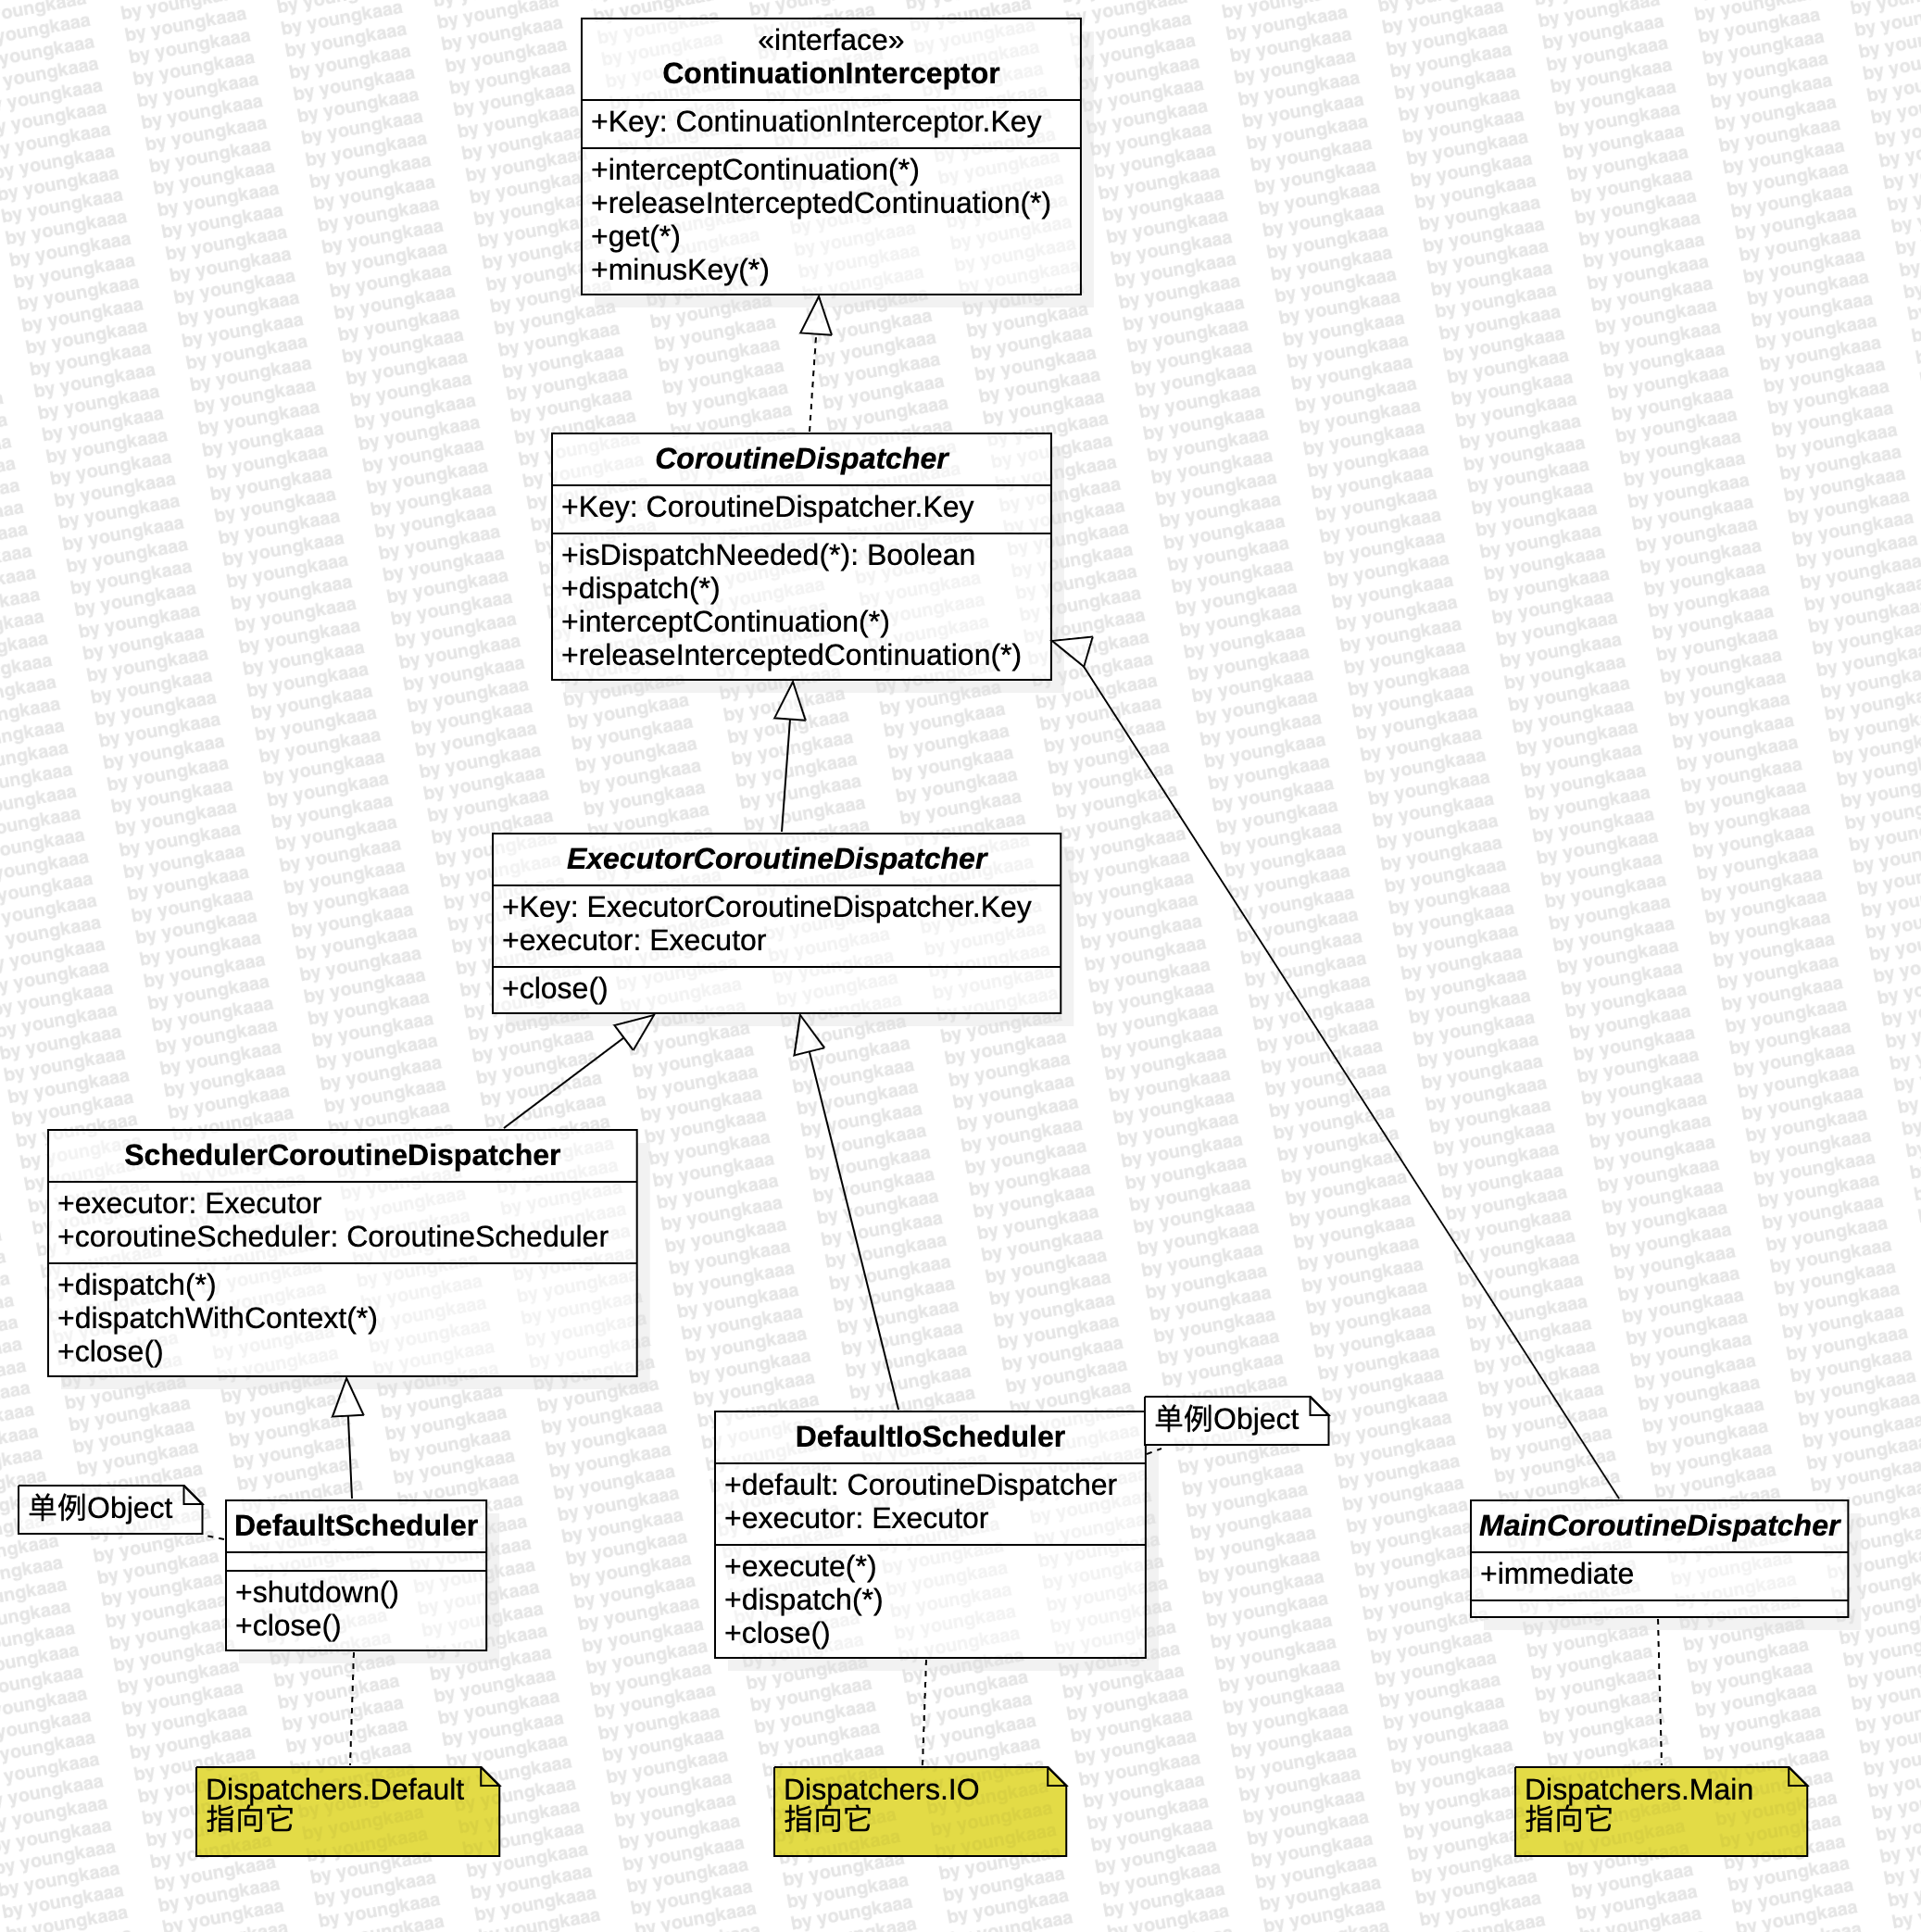 «interface»
ContinuationInterceptor
+Key: ContinuationInterceptor.Key
+interceptContinuation(*)
+releaseInterceptedContinuation(*)
+get(*)
+minusKey(*)
CoroutineDispatcher
+Key: CoroutineDispatcher.Key
+isDispatchNeeded(*): Boolean
+dispatch(*)
+interceptContinuation(*)
+releaseInterceptedContinuation(*)
ExecutorCoroutineDispatcher
+Key: ExecutorCoroutineDispatcher.Key
+executor: Executor
+close()
SchedulerCoroutineDispatcher
+executor: Executor
+coroutineScheduler: CoroutineScheduler
+dispatch(*)
+dispatchWithContext(*)
+close()
单例Object
DefaultScheduler
+shutdown()
+close()
单例Object
DefaultIoScheduler
+default: CoroutineDispatcher
+executor: Executor
+execute(*)
+dispatch(*)
+close()
MainCoroutineDispatcher
+immediate
Dispatchers.Default
指向它
Dispatchers.IO
指向它
Dispatchers.Main
指向它
by youngkaaa